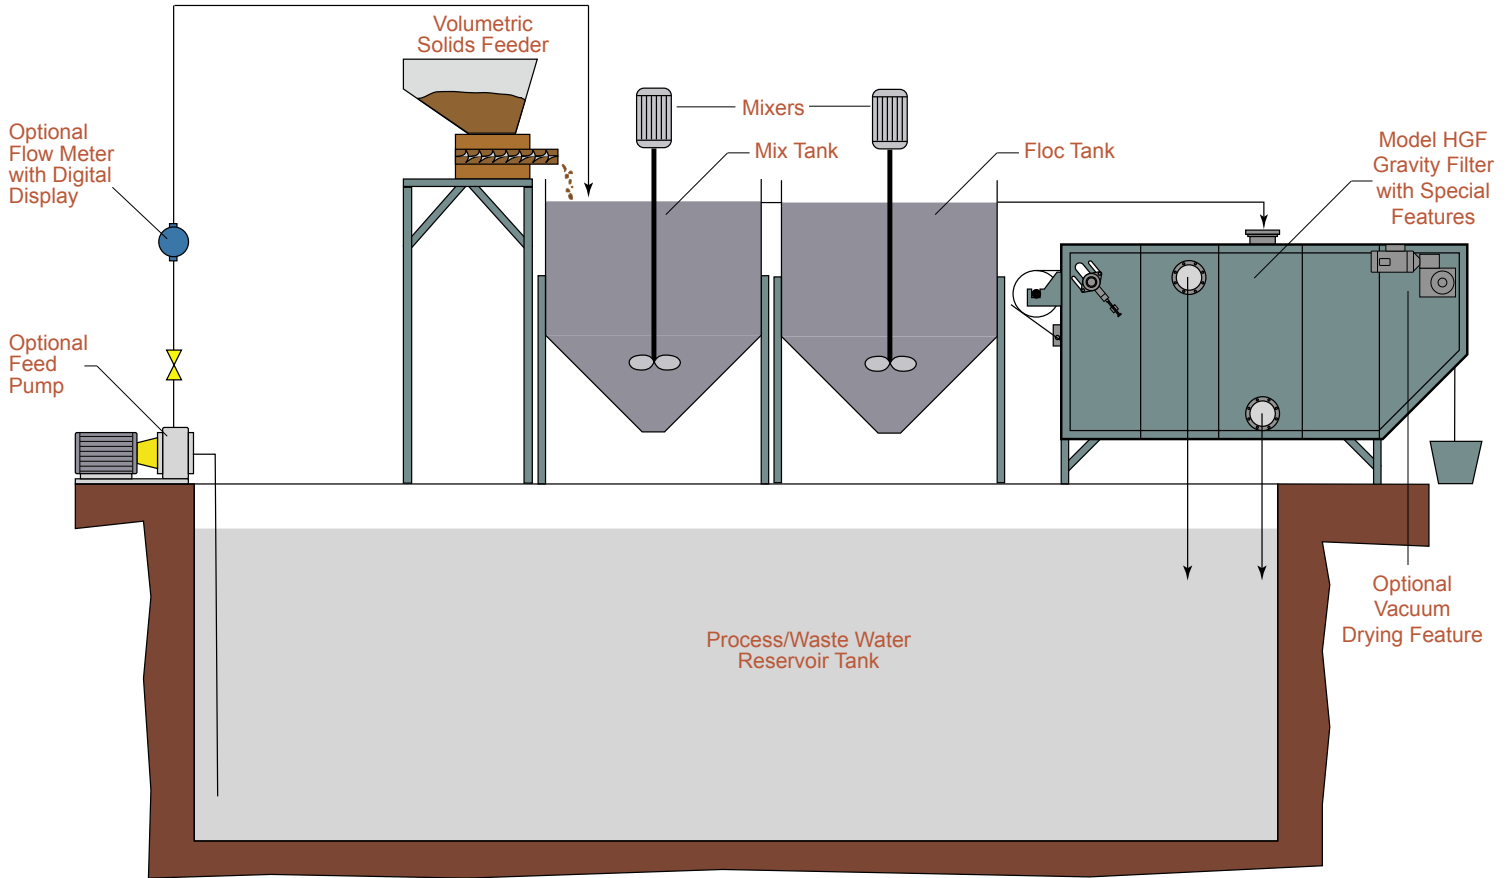 Volumetric
Solids Feeder
Optional
Flow Meter
with Digital
Display
Mixers
Mix Tank
Floc Tank
Model HGF
Gravity Filter
with Special
Features
Optional
Feed
Pump
Optional
Vacuum
Drying Feature
Process/Waste Water
Reservoir Tank